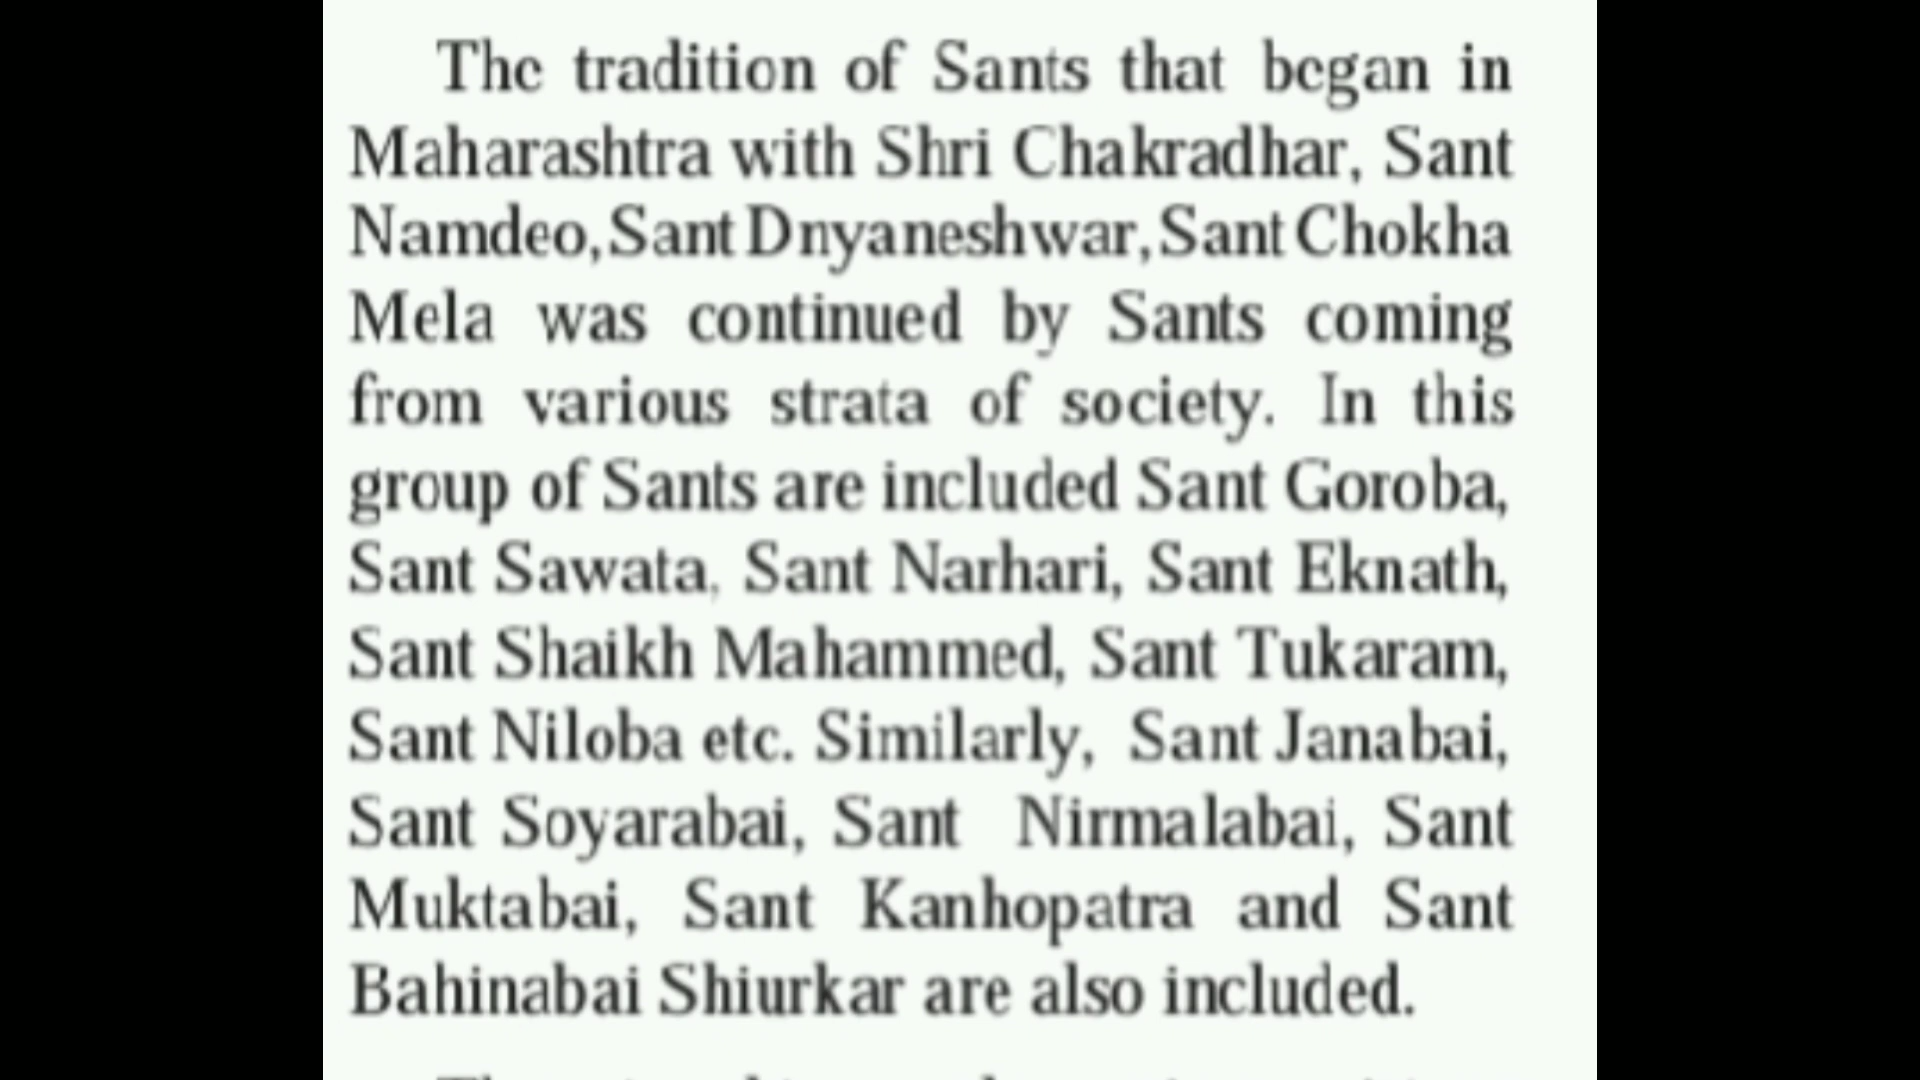 The tradition of Sants that began in
Maharashtra with Shri Chakradhar, Sant
Namdeo, Sant Dnyaneshwar, Sant Chokha
Mela was continued by Sants coming
from various strata of society. In this
group of Sants are included Sant Goroba,
Sant Sawata, Sant Narhari, Sant Eknath,
Sant Shaikh Mahammed, Sant Tukaram,
Sant Niloba etc. Similarly, Sant Janabai,
Sant Soyarabai, Sant Nirmalabai, Sant
Muktabai, Sant Kanhopatra and Sant
Bahinabai Shiurkar are also included.